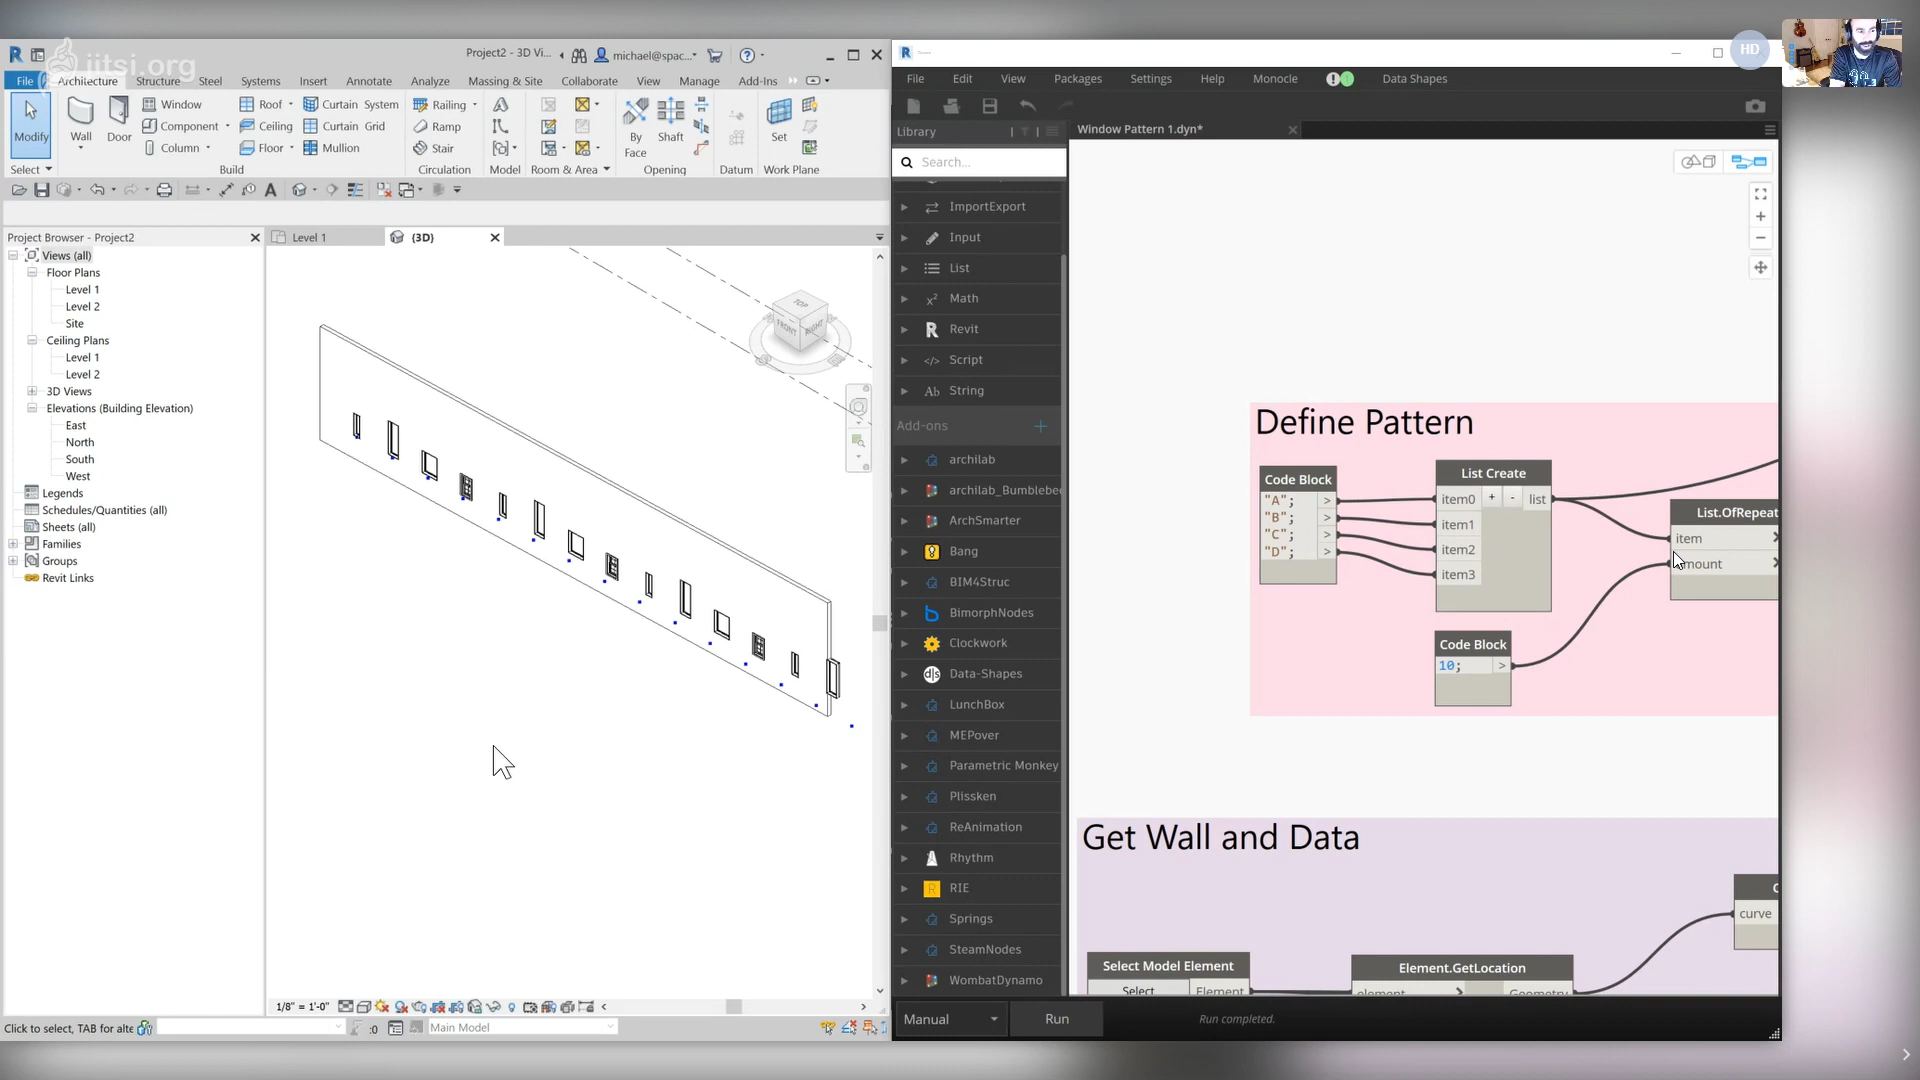 jitsi.org
Project2 - 3D Vi...
michael@spac...
File
Architecture
Structure
Steel
Systems
Insert
Annotate
Analyze
Massing & Site
Collaborate
View
Manage
Add-Ins
Modify
Wall
Door
Window
Component
Column
Roof
Ceiling
Floor
Curtain System
Curtain Grid
Mullion
Railing
Ramp
Stair
By
Face
Shaft
Set
Select
Build
Circulation
Model
Room & Area
Opening
Datum
Work Plane
Project Browser - Project2
Level 1
{3D}
Views (all)
Floor Plans
Level 1
Level 2
Site
Ceiling Plans
Level 1
Level 2
3D Views
Elevations (Building Elevation)
East
North
South
West
Legends
Schedules/Quantities (all)
Sheets (all)
Families
Groups
Revit Links
TOP
FRONT
RIGHT
1/8" = 1'-0"
Click to select, TAB for alte
:0
Main Model
File
Edit
View
Packages
Settings
Help
Monocle
Data Shapes
HD
Library
Window Pattern 1.dyn*
Search...
ImportExport
Input
List
Math
Revit
Script
String
Add-ons
archilab
archilab_Bumblebe
ArchSmarter
Bang
BIM4Struc
BimorphNodes
Clockwork
Data-Shapes
LunchBox
MEPover
Parametric Monkey
Plissken
ReAnimation
Rhythm
RIE
Springs
SteamNodes
WombatDynamo
Define Pattern
Code Block
"A"; >
"B"; >
"C"; >
"D"; >
List Create
item0 + - list
item1
item2
item3
Code Block
10; >
List.OfRepeat
item
amount
Get Wall and Data
Select Model Element
Select
Element
Element.GetLocation
element
Geometry
curve
Manual
Run
Run completed.